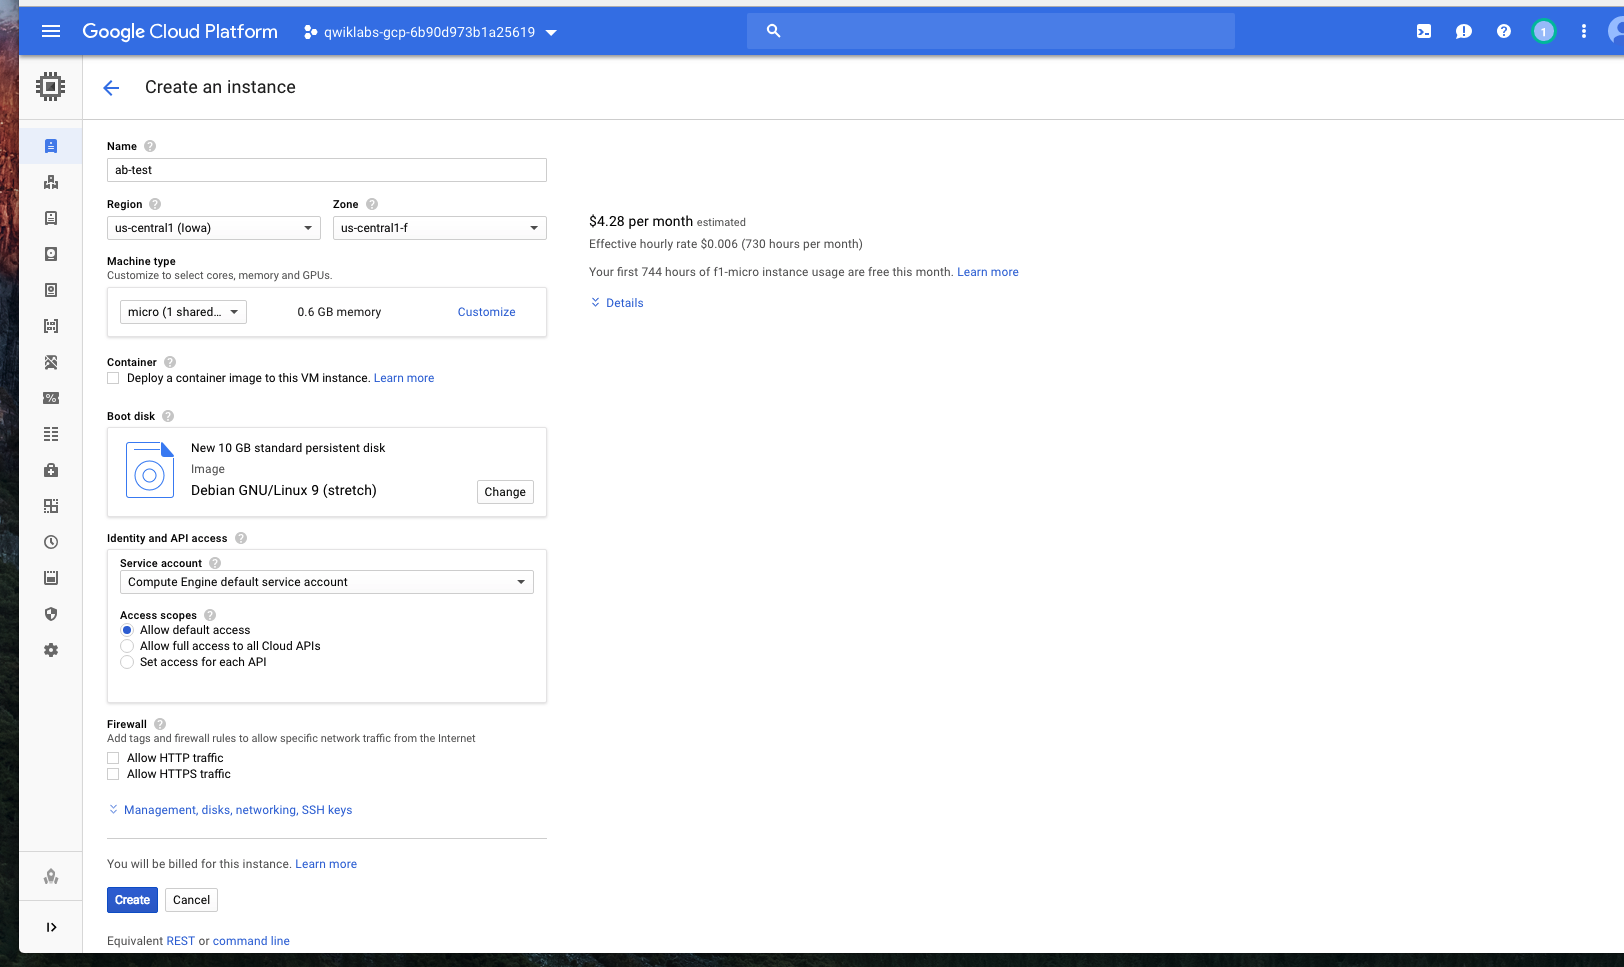 Google Cloud Platform
qwiklabs-gcp-6b90d973b1a25619
1
Create an instance
Name
ab-test
Region
Zone
us-central1 (Iowa)
us-central1-f
Machine type
Customize to select cores, memory and GPUs.
micro (1 shared...
0.6 GB memory
Customize
Container
Deploy a container image to this VM instance. Learn more
Boot disk
New 10 GB standard persistent disk
Image
Debian GNU/Linux 9 (stretch)
Change
Identity and API access
Service account
Compute Engine default service account
Access scopes
Allow default access
Allow full access to all Cloud APIs
Set access for each API
Firewall
Add tags and firewall rules to allow specific network traffic from the Internet
Allow HTTP traffic
Allow HTTPS traffic
Management, disks, networking, SSH keys
You will be billed for this instance. Learn more
Create
Cancel
Equivalent REST or command line
$4.28 per month estimated
Effective hourly rate $0.006 (730 hours per month)
Your first 744 hours of f1-micro instance usage are free this month. Learn more
Details